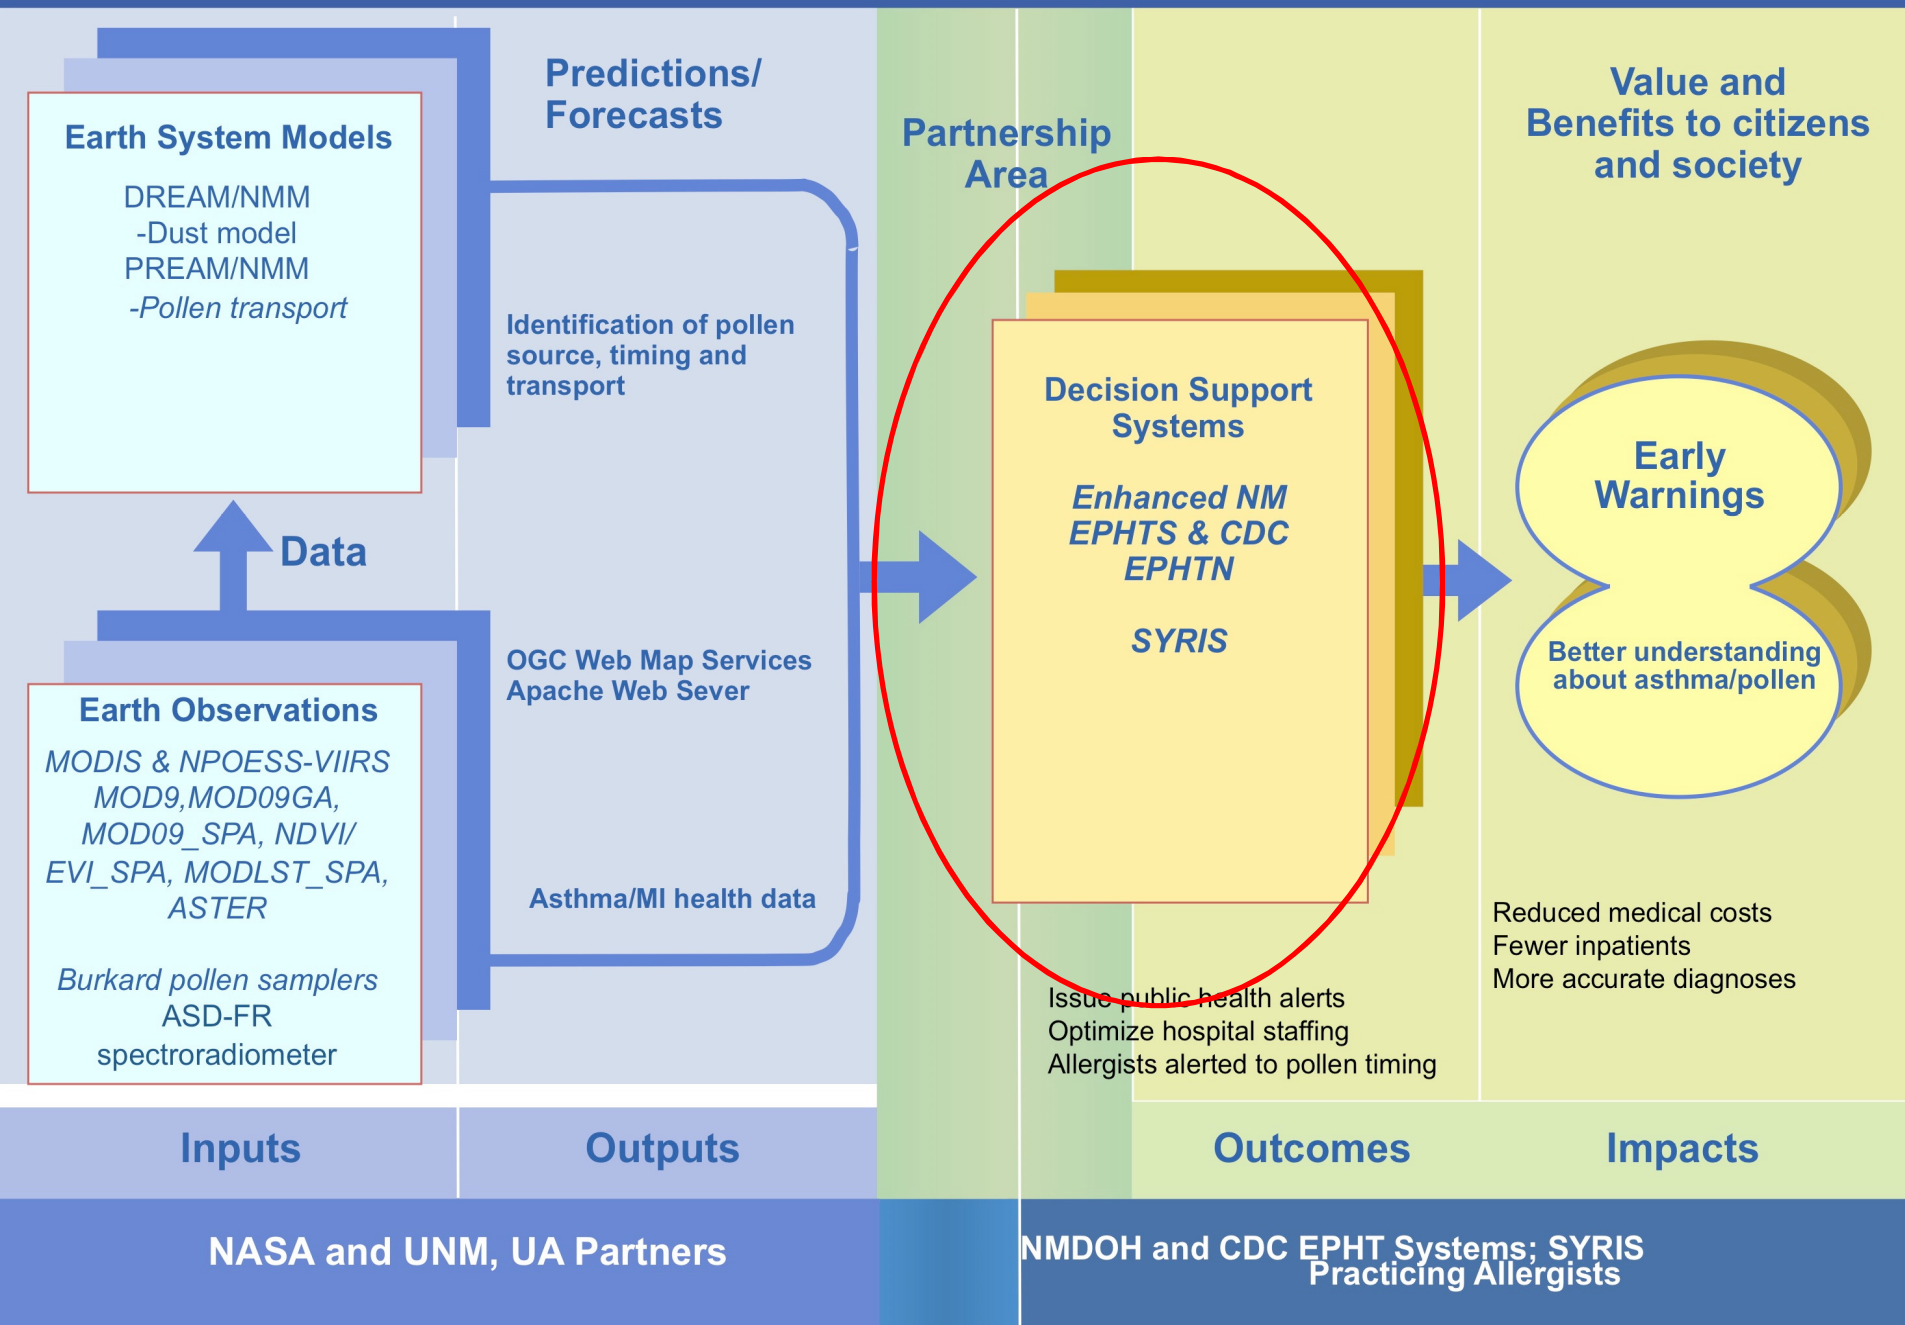 Earth System Models
DREAM/NMM
-Dust model
PREAM/NMM
-Pollen transport
Data
Earth Observations
MODIS & NPOESS-VIIRS
MOD9,MOD09GA,
MOD09_SPA, NDVI/
EVI_SPA, MODLST_SPA,
ASTER
Burkard pollen samplers
ASD-FR
spectroradiometer
Predictions/
Forecasts
Identification of pollen
source, timing and
transport
OGC Web Map Services
Apache Web Sever
Asthma/MI health data
Partnership
Area
Decision Support
Systems
Enhanced NM
EPHTS & CDC
EPHTN
SYRIS
Issue public health alerts
Optimize hospital staffing
Allergists alerted to pollen timing
Value and
Benefits to citizens
and society
Early
Warnings
Better understanding
about asthma/pollen
Reduced medical costs
Fewer inpatients
More accurate diagnoses
Inputs
Outputs
Outcomes
Impacts
NASA and UNM, UA Partners
NMDOH and CDC EPHT Systems; SYRIS
Practicing Allergists